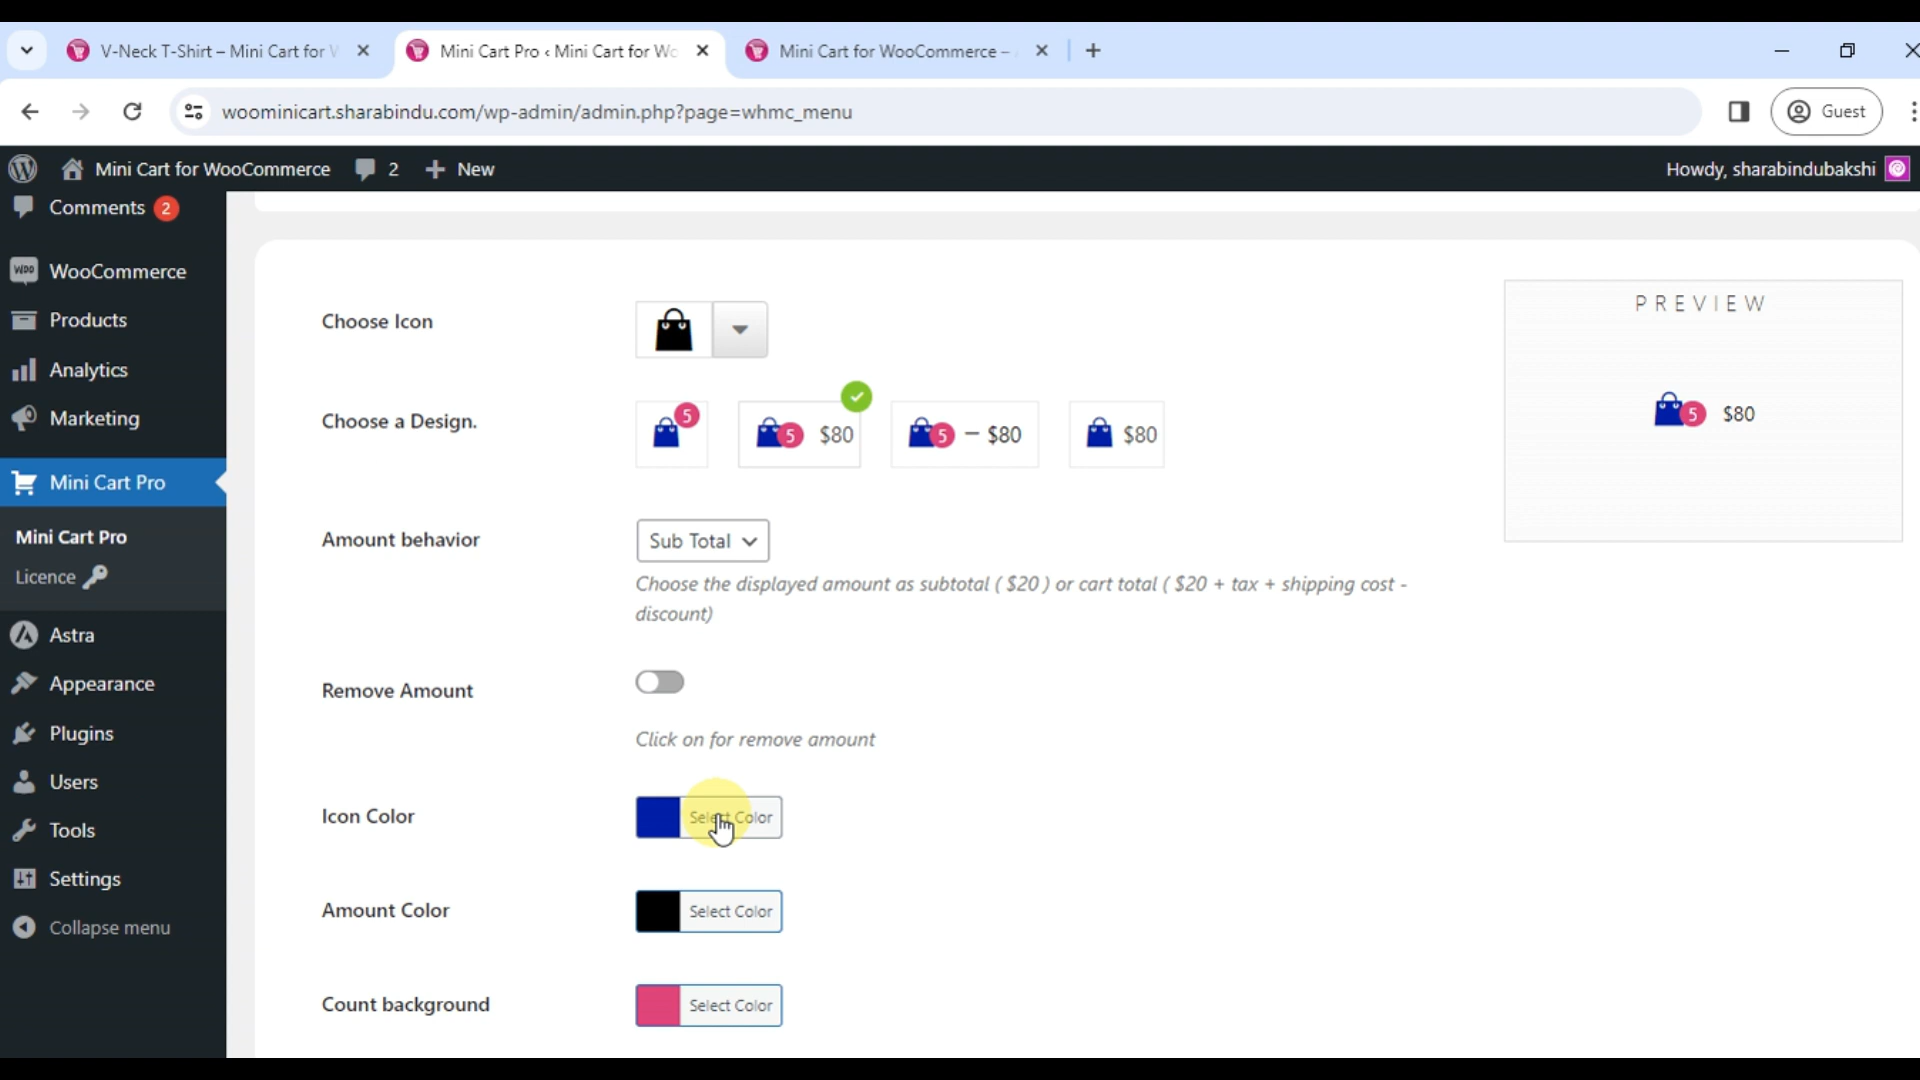 V-Neck T-Shirt – Mini Cart for W
Mini Cart Pro ‹ Mini Cart for Wo
Mini Cart for WooCommerce –
woominicart.sharabindu.com/wp-admin/admin.php?page=whmc_menu
Guest
Mini Cart for WooCommerce
2
New
Howdy, sharabindubakshi
Comments 2
WooCommerce
Products
Analytics
Marketing
Mini Cart Pro
Mini Cart Pro
Licence
Astra
Appearance
Plugins
Users
Tools
Settings
Collapse menu
Choose Icon
Choose a Design.
5
5 $80
5 – $80
$80
Amount behavior
Sub Total
Choose the displayed amount as subtotal ( $20 ) or cart total ( $20 + tax + shipping cost -
discount)
Remove Amount
Click on for remove amount
Icon Color
Select Color
Amount Color
Select Color
Count background
Select Color
PREVIEW
5 $80